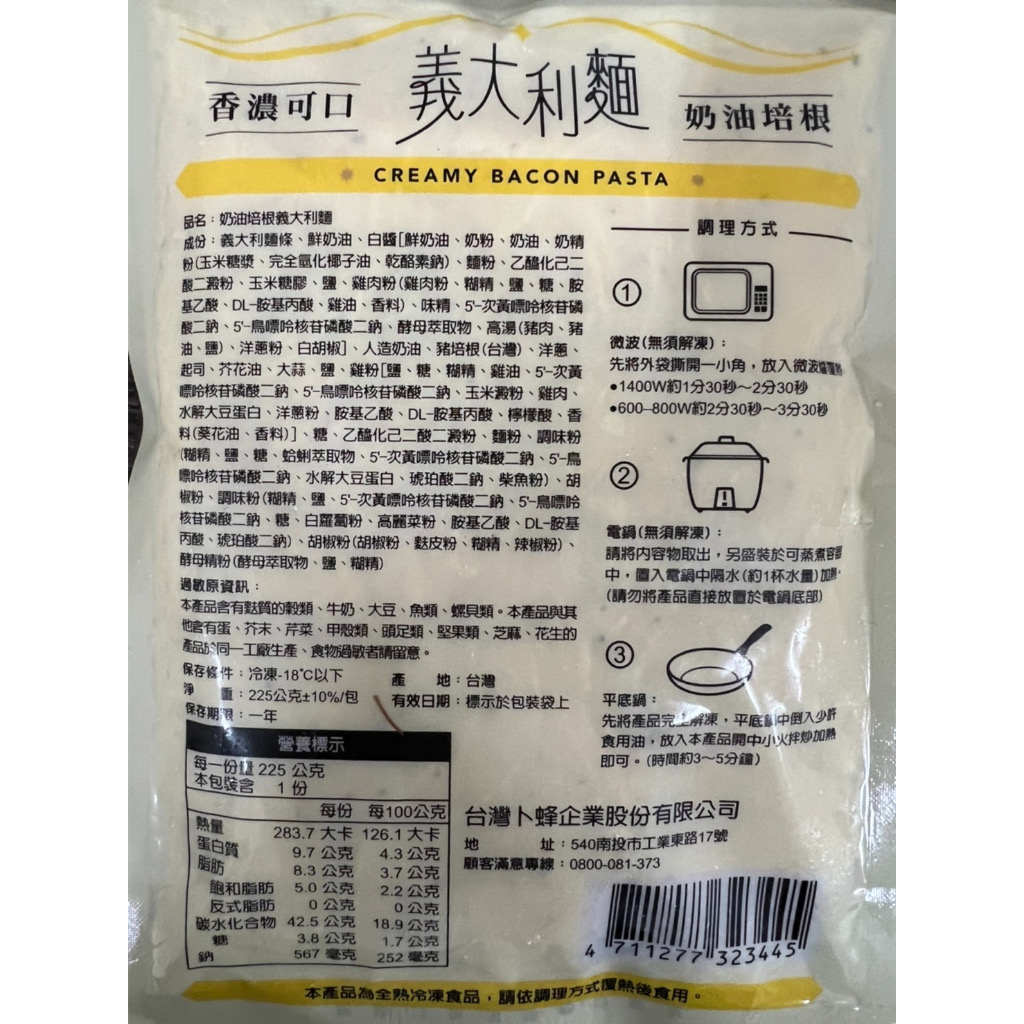 香濃可口
義大利麵
奶油培根
CREAMY BACON PASTA
品名：奶油培根義大利麵
成份：義大利麵條、鮮奶油、白醬[鮮奶油、奶粉、奶油、奶精
粉(玉米糖漿、完全氫化椰子油、乾酪素鈉)、麵粉、乙醯化己二
酸二澱粉、玉米糖膠、鹽、雞肉粉(雞肉粉、糊精、鹽、糖、胺
基乙酸、DL-胺基丙酸、雞油、香料)、味精、5'-次黃嘌呤核苷磷
酸二鈉、5'-鳥嘌呤核苷磷酸二鈉、酵母萃取物、高湯(豬肉、豬
油、鹽)、洋蔥粉、白胡椒]、人造奶油、豬培根(台灣)、洋蔥、
起司、芥花油、大蒜、鹽、雞粉[鹽、糖、糊精、雞油、5'-次黃
嘌呤核苷磷酸二鈉、5'-鳥嘌呤核苷磷酸二鈉、玉米澱粉、雞肉、
水解大豆蛋白、洋蔥粉、胺基乙酸、DL-胺基丙酸、檸檬酸、香
料(葵花油、香料)]、糖、乙醯化己二酸二澱粉、麵粉、調味粉
(糊精、鹽、糖、蛤蜊萃取物、5'-次黃嘌呤核苷磷酸二鈉、5'-鳥
嘌呤核苷磷酸二鈉、水解大豆蛋白、琥珀酸二鈉、柴魚粉)、胡
椒粉、調味粉(糊精、鹽、5'-次黃嘌呤核苷磷酸二鈉、5'-鳥嘌呤
核苷磷酸二鈉、糖、白蘿蔔粉、高麗菜粉、胺基乙酸、DL-胺基
丙酸、琥珀酸二鈉)、胡椒粉(胡椒粉、麩皮粉、糊精、辣椒粉)、
酵母精粉(酵母萃取物、鹽、糊精)
過敏原資訊：
本產品含有麩質的穀類、牛奶、大豆、魚類、螺貝類。本產品與其
他含有蛋、芥末、芹菜、甲殼類、頭足類、堅果類、芝麻、花生的
產品於同一工廠生產、食物過敏者請留意。
保存條件：冷凍-18℃以下 產 地：台灣
淨 重：225公克±10%/包 有效日期：標示於包裝袋上
保存期限：一年
營養標示
每一份量 225 公克
本包裝含 1 份
每份 每100公克
熱量 283.7 大卡 126.1 大卡
蛋白質 9.7 公克 4.3 公克
脂肪 8.3 公克 3.7 公克
飽和脂肪 5.0 公克 2.2 公克
反式脂肪 0 公克 0 公克
碳水化合物 42.5 公克 18.9 公克
糖 3.8 公克 1.7 公克
鈉 567 毫克 252 毫克
調理方式
①
微波(無須解凍)：
先將外袋撕開一小角，放入微波爐覆熱
•1400W約1分30秒～2分30秒
•600-800W約2分30秒～3分30秒
②
電鍋(無須解凍)：
請將內容物取出，另盛裝於可蒸煮容器
中，置入電鍋中隔水(約1杯水量)加熱。
(請勿將產品直接放置於電鍋底部)
③
平底鍋：
先將產品完全解凍，平底鍋中倒入少許
食用油，放入本產品開中小火拌炒加熱
即可。(時間約3～5分鐘)
台灣卜蜂企業股份有限公司
地 址：540南投市工業東路17號
顧客滿意專線：0800-081-373
4 711277 323445
本產品為全熟冷凍食品，請依調理方式覆熱後食用。